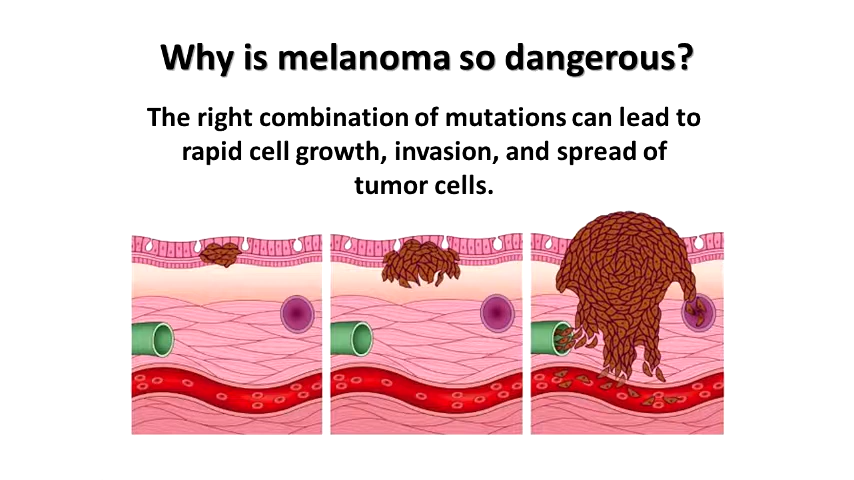 Why is melanoma so dangerous?
The right combination of mutations can lead to
rapid cell growth, invasion, and spread of
tumor cells.